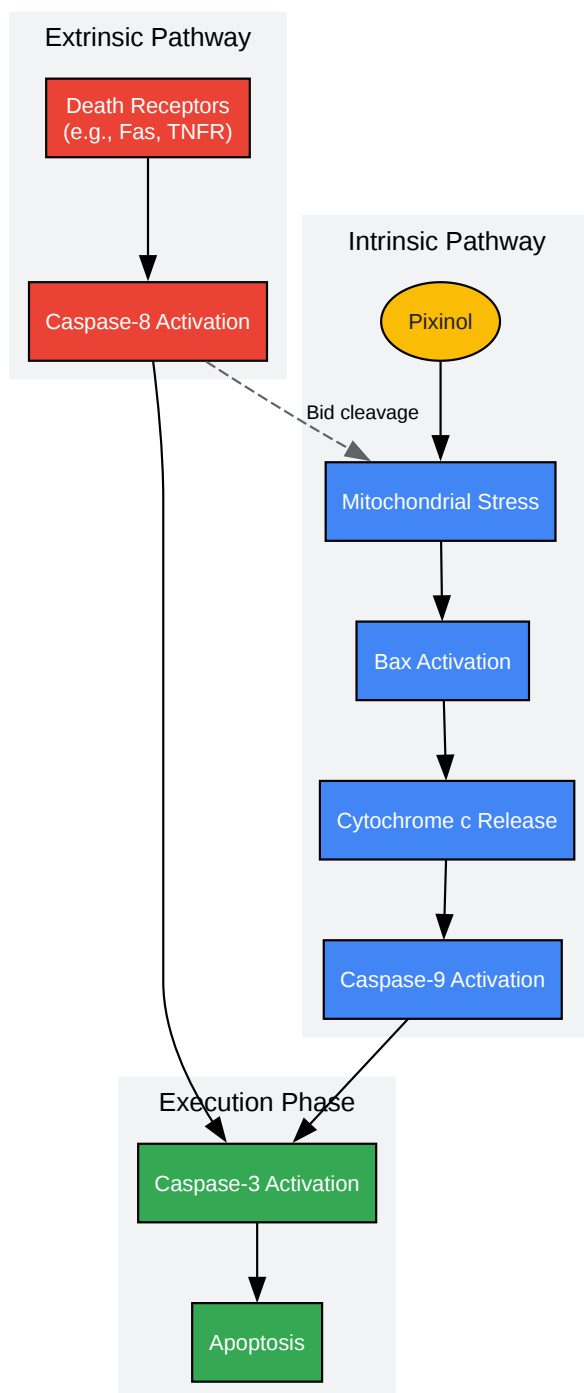 Extrinsic Pathway
Death Receptors
(e.g., Fas, TNFR)
Caspase-8 Activation
Intrinsic Pathway
Pixinol
Bid cleavage
Mitochondrial Stress
Bax Activation
Cytochrome c Release
Caspase-9 Activation
Execution Phase
Caspase-3 Activation
Apoptosis